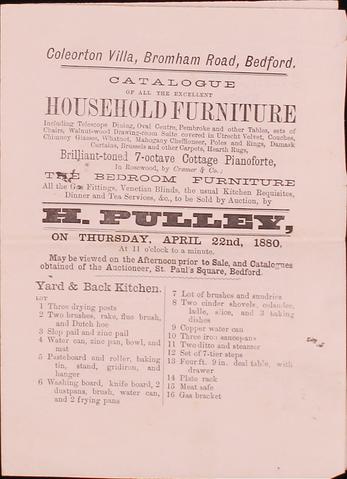 Coleorton Villa, Bromham Road, Bedford.
CATALOGUE
OF ALL THE EXCELLENT
HOUSEHOLD FURNITURE
Including Telescope Dining, Oval Centre, Pembroke and other Tables, sets of
Chairs, Walnut-wood Drawing-room Suite covered in Utrecht Velvet, Couches,
Chimney Glasses, Whatnot, Mahogany Cheffioneer, Poles and Rings, Damask
Curtains, Brussels and other Carpets, Hearth Rugs,
Brilliant-toned 7-octave Cottage Pianoforte,
In Rosewood, by Cramer & Co.;
THE BEDROOM FURNITURE
All the Gas Fittings, Venetian Blinds, the usual Kitchen Requisites,
Dinner and Tea Services, &c., to be Sold by Auction, by
H. PULLEY,
ON THURSDAY, APRIL 22nd, 1880,
At 11 o'clock to a minute.
May be viewed on the Afternoon prior to Sale, and Catalogues
obtained of the Auctioneer, St. Paul's Square, Bedford.
Yard & Back Kitchen.
LOT
1 Three drying posts
2 Two brushes, rake, flue brush,
and Dutch hoe
3 Slop pail and zinc pail
4 Water can, zinc pan, bowl, and
mat
5 Pasteboard and roller, baking
tin, stand, gridiron, and
hanger
6 Washing board, knife board, 2
dustpans, brush, water can,
and 2 frying pans
7 Lot of brushes and sundries
8 Two cinder shovels, colander,
ladle, slice, and 3 baking
dishes
9 Copper water can
10 Three iron saucepans
11 Two ditto and steamer
12 Set of 7-tier steps
13 Four ft. 9 in. deal table, with
drawer
14 Plate rack
15 Meat safe
16 Gas bracket